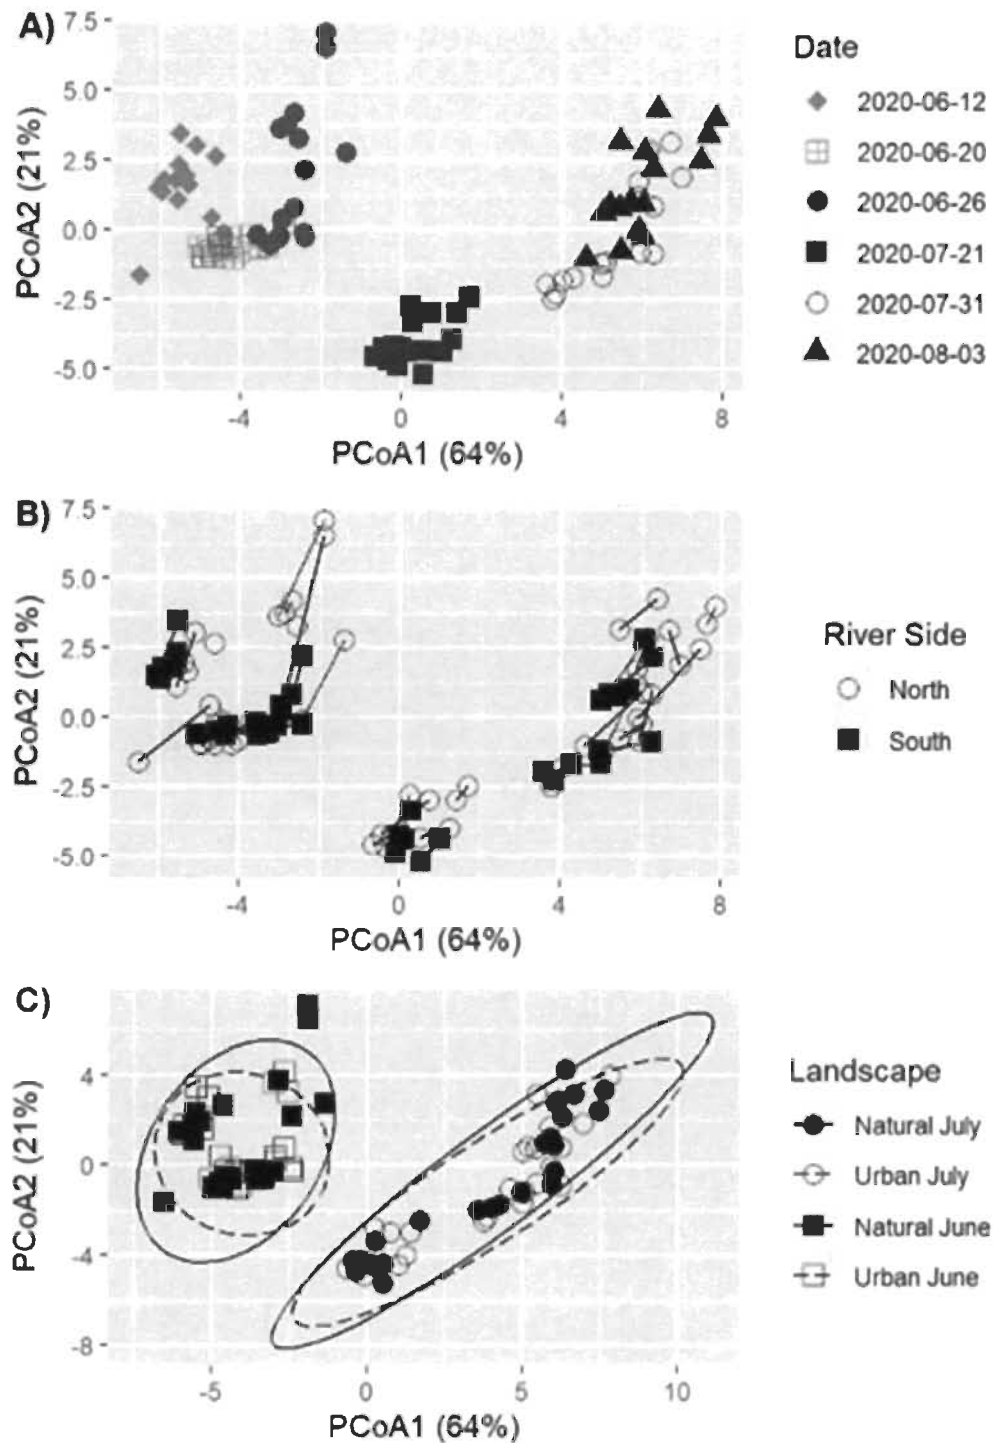 A)
7.5
5.0
2.5
0.0
-2.5
-5.0
PCoA2 (21%)
-4
0
4
8
PCoA1 (64%)
Date
2020-06-12
2020-06-20
2020-06-26
2020-07-21
2020-07-31
2020-08-03
B)
7.5
5.0
2.5
0.0
-2.5
-5.0
PCoA2 (21%)
-4
0
4
8
PCoA1 (64%)
River Side
North
South
C)
4
0
-4
-8
PCoA2 (21%)
-5
0
5
10
PCoA1 (64%)
Landscape
Natural July
Urban July
Natural June
Urban June